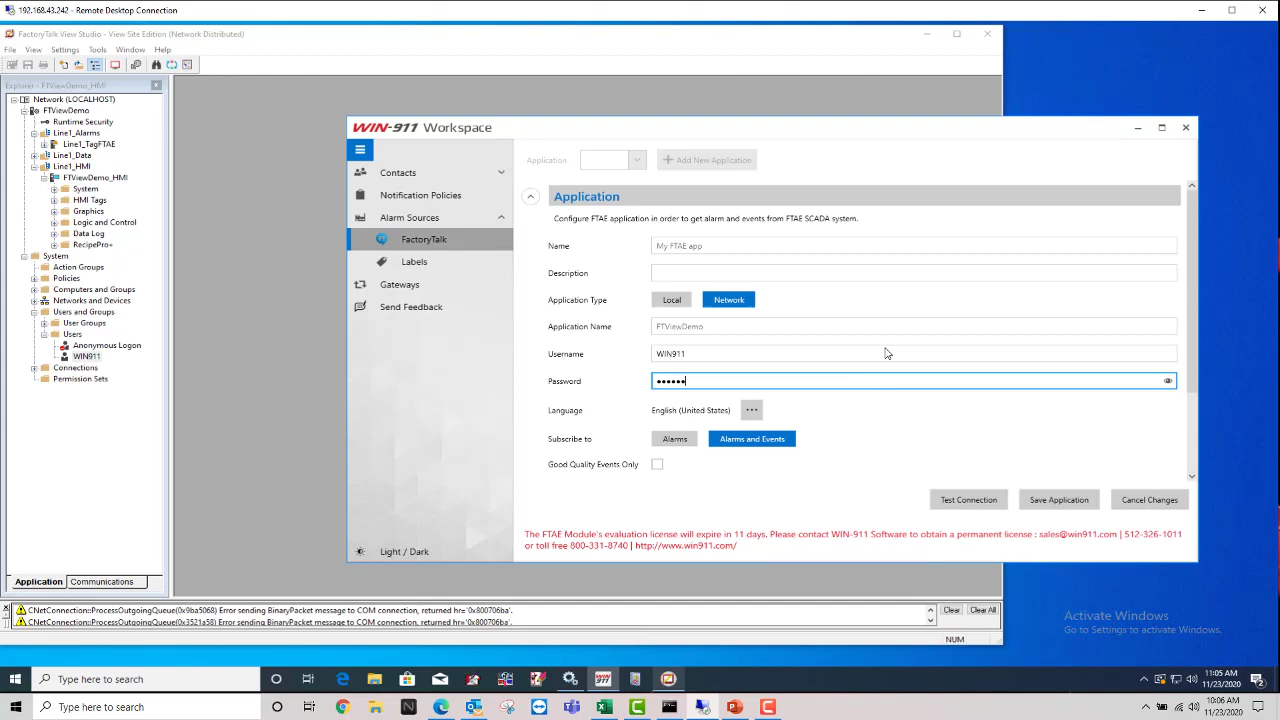 192.168.43.242 - Remote Desktop Connection
FactoryTalk View Studio - View Site Edition (Network Distributed)
File View Settings Tools Window Help
Explorer - FTViewDemo_HMI
Network (LOCALHOST)
FTViewDemo
Runtime Security
Line1_Alarms
Line1_TagFTAE
Line1_Data
Line1_HMI
FTViewDemo_HMI
System
HMI Tags
Graphics
Logic and Control
Data Log
RecipePro+
System
Action Groups
Policies
Computers and Groups
Networks and Devices
Users and Groups
User Groups
Users
Anonymous Logon
WIN911
Connections
Permission Sets
Application Communications
WIN-911 Workspace
Contacts
Notification Policies
Alarm Sources
FactoryTalk
Labels
Gateways
Send Feedback
Light / Dark
Application + Add New Application
Application
Configure FTAE application in order to get alarm and events from FTAE SCADA system.
Name My FTAE app
Description
Application Type Local Network
Application Name FTViewDemo
Username WIN911
Password ••••••
Language English (United States) ...
Subscribe to Alarms Alarms and Events
Good Quality Events Only
Test Connection Save Application Cancel Changes
The FTAE Module's evaluation license will expire in 11 days. Please contact WIN-911 Software to obtain a permanent license : sales@win911.com | 512-326-1011
or toll free 800-331-8740 | http://www.win911.com/
CNetConnection::ProcessOutgoingQueue(0x9ba5068) Error sending BinaryPacket message to COM connection, returned hr='0x800706ba'.
CNetConnection::ProcessOutgoingQueue(0x3521a58) Error sending BinaryPacket message to COM connection, returned hr='0x800706ba'.
Clear Clear All
NUM
Activate Windows
Go to Settings to activate Windows.
Type here to search
WIN 911
11:05 AM
11/23/2020
2
Type here to search
10:06 AM
11/23/2020